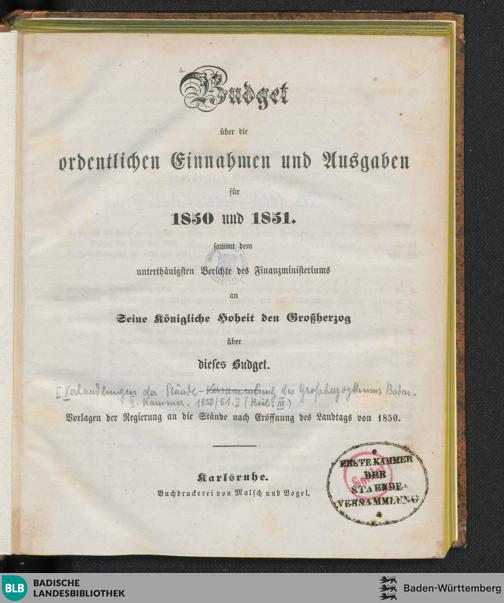 Budget
über die
ordentlichen Einnahmen und Ausgaben
für
1850 und 1851.
sammt dem
unterthänigsten Berichte des Finanzministeriums
an
Seine Königliche Hoheit den Großherzog
über
dieses Budget.
[Verhandlungen der Stände-Versammlung des Großherzogthums Baden.
II. Kammer. 1850/51.] (Beil. III)
Vorlagen der Regierung an die Stände nach Eröffnung des Landtags von 1850.
Karlsruhe.
Buchdruckerei von Malsch und Vogel.
ERSTE KAMMER
DER
STAENDE-
VERSAMMLUNG
BLB BADISCHE
LANDESBIBLIOTHEK
Baden-Württemberg